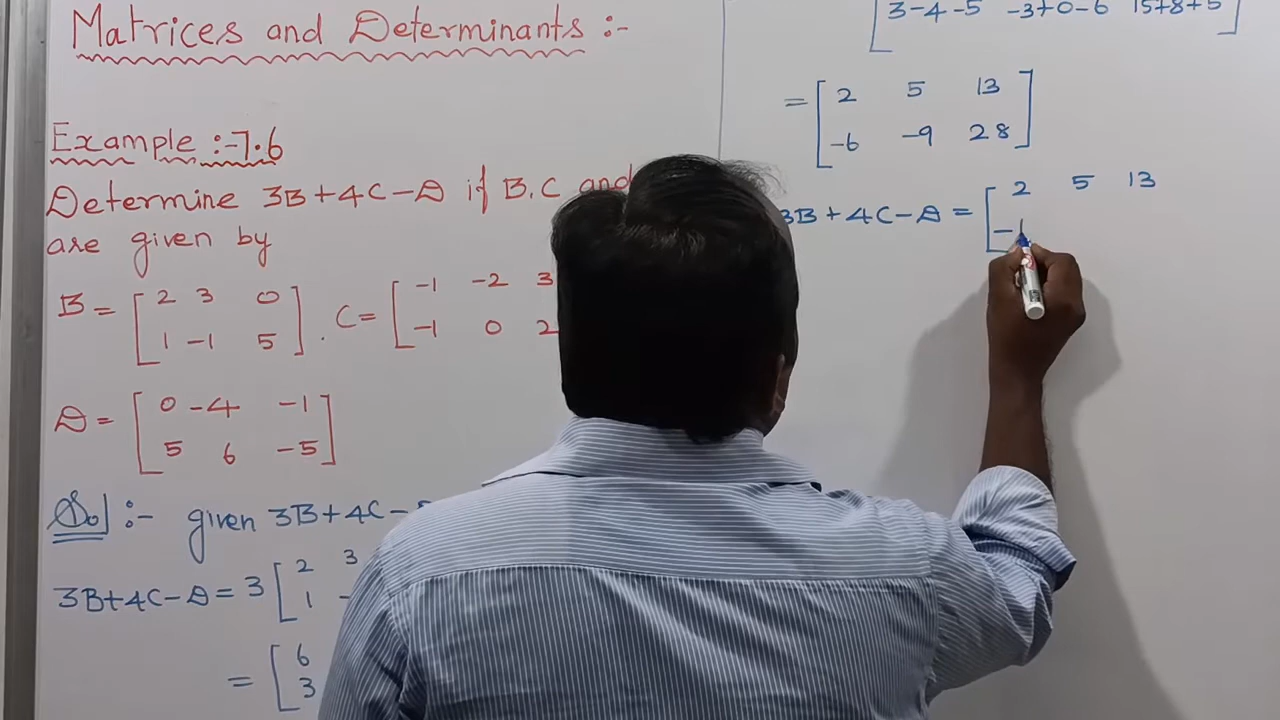 Matrices and Determinants :-
Example :- 7.6
Determine 3B+4C-D if B.C and
are given by
B= [ 2 3 0
1 -1 5 ] . C= [ -1 -2 3
-1 0 2
D= [ 0 -4 -1
5 6 -5 ]
Sol :- given 3B+4C-
3B+4C-D = 3 [ 2 3
1 -
= [ 6
3
[ 3-4-5 -3+0-6 15+8+5 ]
= [ 2 5 13
-6 -9 28 ]
3B+4C-D = [ 2 5 13
-